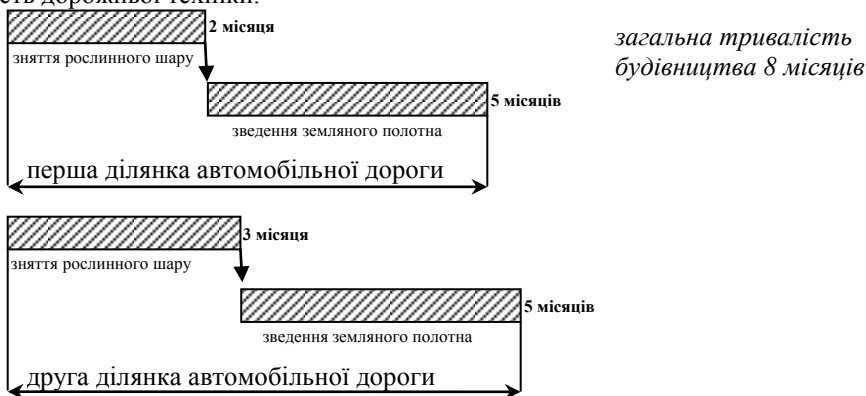 ість дорожньої техніки.
2 місяця
зняття рослинного шару
загальна тривалість
будівництва 8 місяців
5 місяців
зведення земляного полотна
перша ділянка автомобільної дороги
3 місяця
зняття рослинного шару
5 місяців
зведення земляного полотна
друга ділянка автомобільної дороги